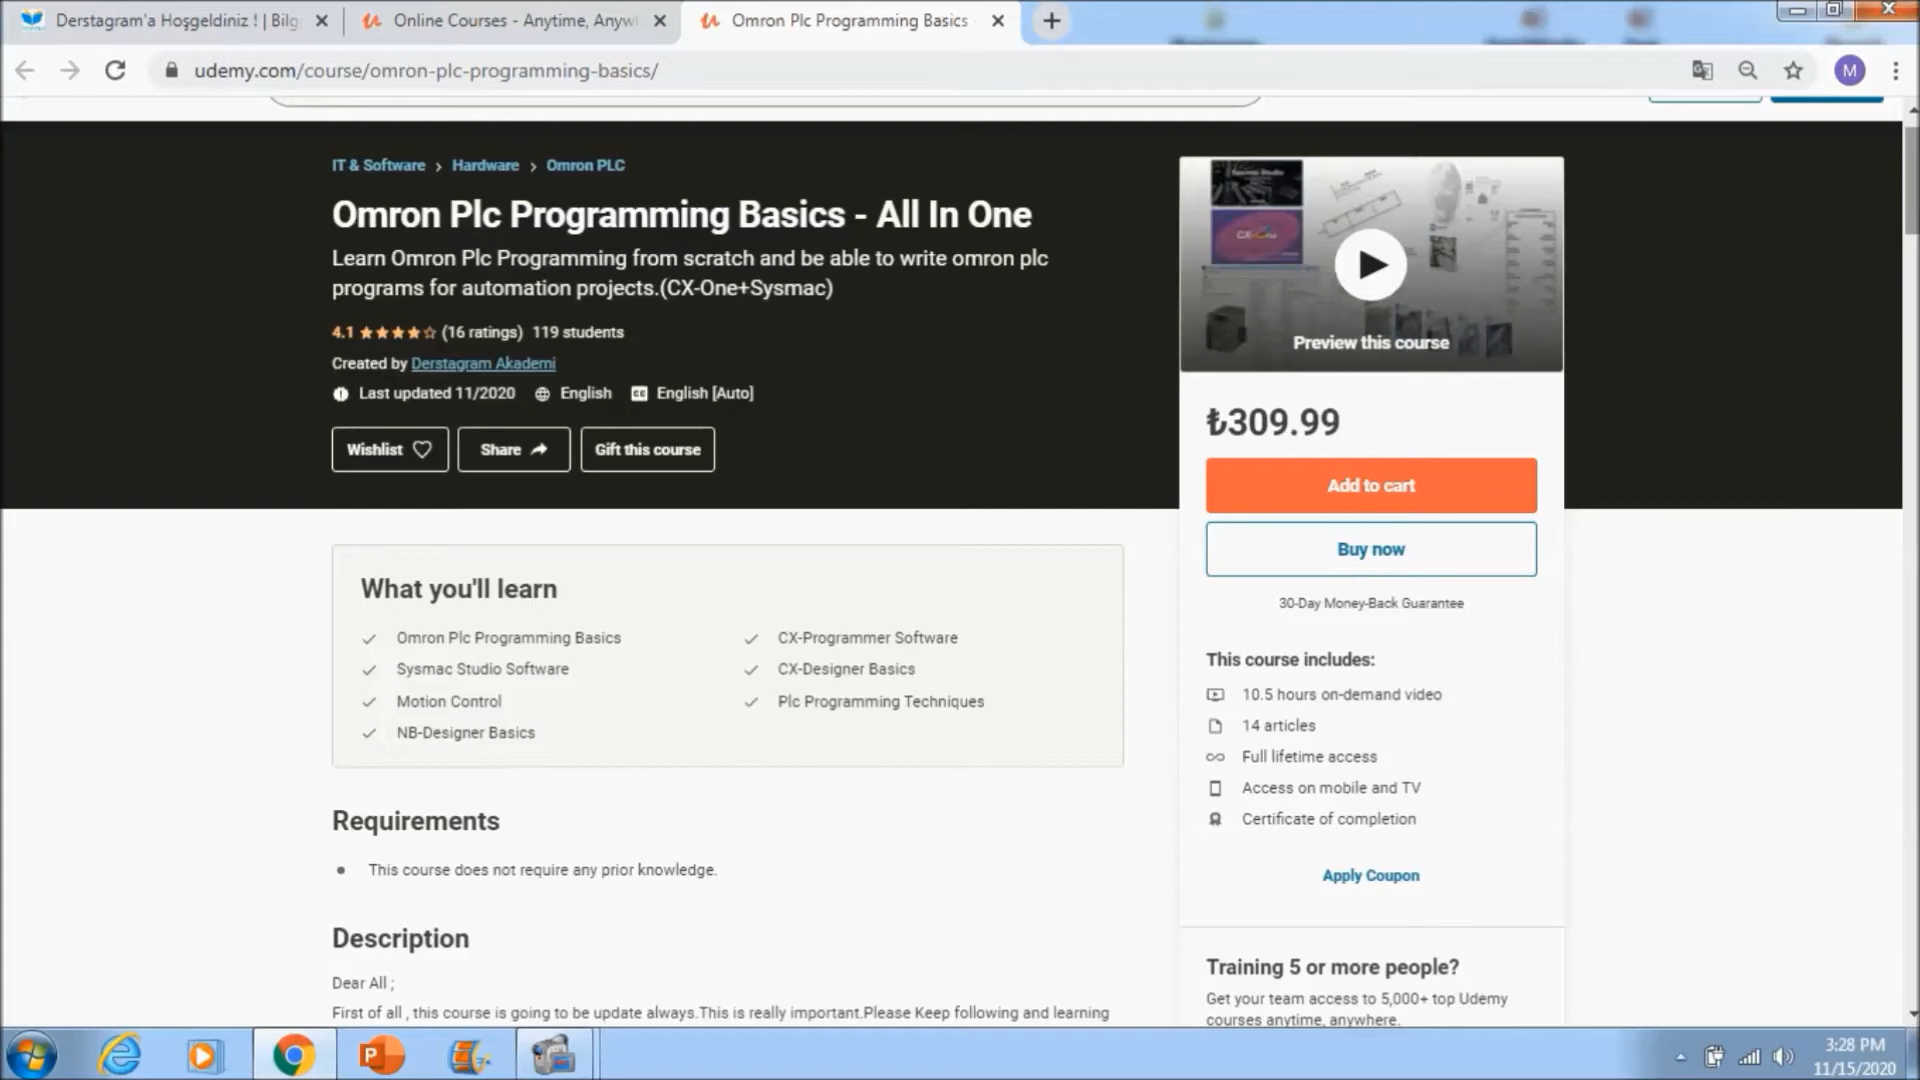 Derstagram'a Hoşgeldiniz ! | Bilg
Online Courses - Anytime, Anyw
Omron Plc Programming Basics
udemy.com/course/omron-plc-programming-basics/
M
IT & Software > Hardware > Omron PLC
Omron Plc Programming Basics - All In One
Learn Omron Plc Programming from scratch and be able to write omron plc
programs for automation projects.(CX-One+Sysmac)
4.1 (16 ratings) 119 students
Created by Derstagram Akademi
Last updated 11/2020 English English [Auto]
Wishlist Share Gift this course
Preview this course
₺309.99
Add to cart
Buy now
30-Day Money-Back Guarantee
This course includes:
10.5 hours on-demand video
14 articles
Full lifetime access
Access on mobile and TV
Certificate of completion
Apply Coupon
Training 5 or more people?
Get your team access to 5,000+ top Udemy
courses anytime, anywhere.
What you'll learn
Omron Plc Programming Basics
CX-Programmer Software
Sysmac Studio Software
CX-Designer Basics
Motion Control
Plc Programming Techniques
NB-Designer Basics
Requirements
This course does not require any prior knowledge.
Description
Dear All ;
First of all , this course is going to be update always.This is really important.Please Keep following and learning
3:28 PM
11/15/2020